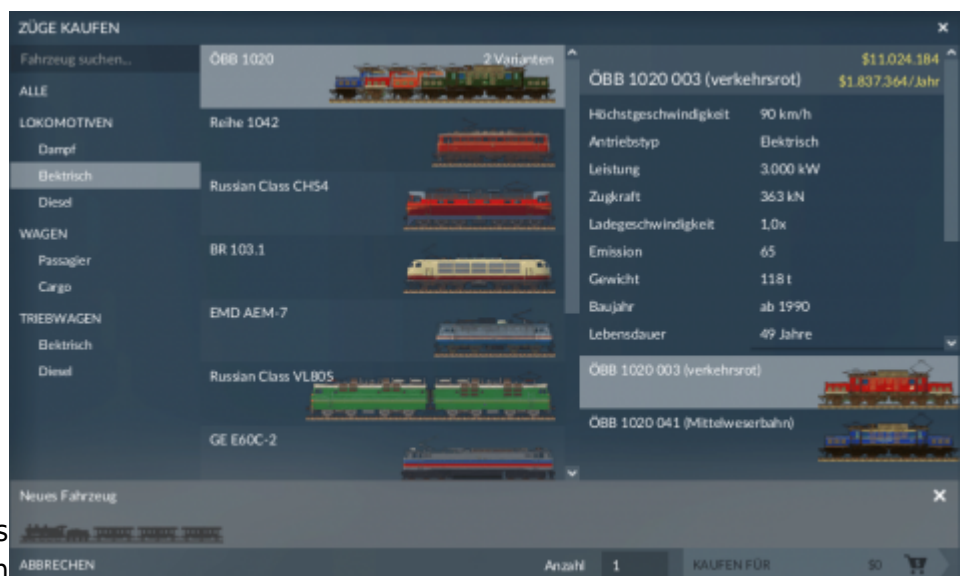 ZÜGE KAUFEN
Fahrzeug suchen...
ALLE
LOKOMOTIVEN
Dampf
Elektrisch
Diesel
WAGEN
Passagier
Cargo
TRIEBWAGEN
Elektrisch
Diesel
ÖBB 1020 2 Varianten
Reihe 1042
Russian Class CHS4
BR 103.1
EMD AEM-7
Russian Class VL80S
GE E60C-2
$11.024.184
ÖBB 1020 003 (verkehrsrot) $1.837.364/Jahr
Höchstgeschwindigkeit 90 km/h
Antriebstyp Elektrisch
Leistung 3.000 kW
Zugkraft 363 kN
Ladegeschwindigkeit 1,0x
Emission 65
Gewicht 118 t
Baujahr ab 1990
Lebensdauer 49 Jahre
ÖBB 1020 003 (verkehrsrot)
ÖBB 1020 041 (Mittelweserbahn)
Neues Fahrzeug
s
n
ABBRECHEN Anzahl 1 KAUFEN FÜR $0